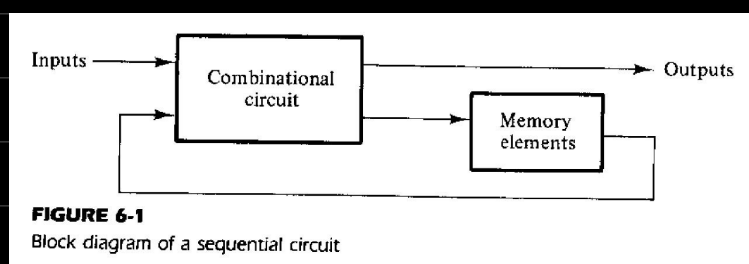 Inputs
Combinational
circuit
Outputs
Memory
elements
FIGURE 6-1
Block diagram of a sequential circuit